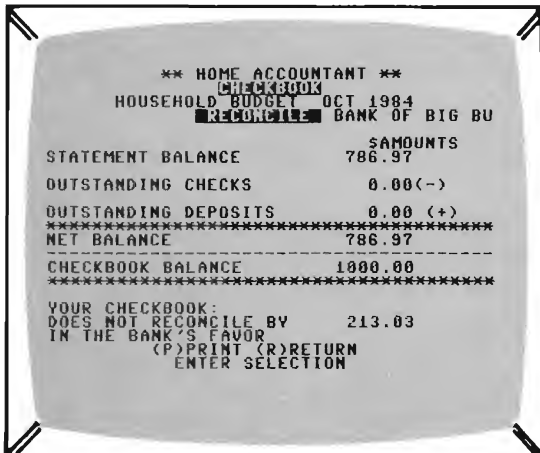 ** HOME ACCOUNTANT **
CHECKBOOK
HOUSEHOLD BUDGET OCT 1984
RECONCILE BANK OF BIG BU
$AMOUNTS
STATEMENT BALANCE 786.97
OUTSTANDING CHECKS 0.00(-)
OUTSTANDING DEPOSITS 0.00 (+)
******************************************
NET BALANCE 786.97
------------------------------------------
CHECKBOOK BALANCE 1000.00
******************************************
YOUR CHECKBOOK:
DOES NOT RECONCILE BY 213.03
IN THE BANK'S FAVOR
(P)PRINT (R)RETURN
ENTER SELECTION